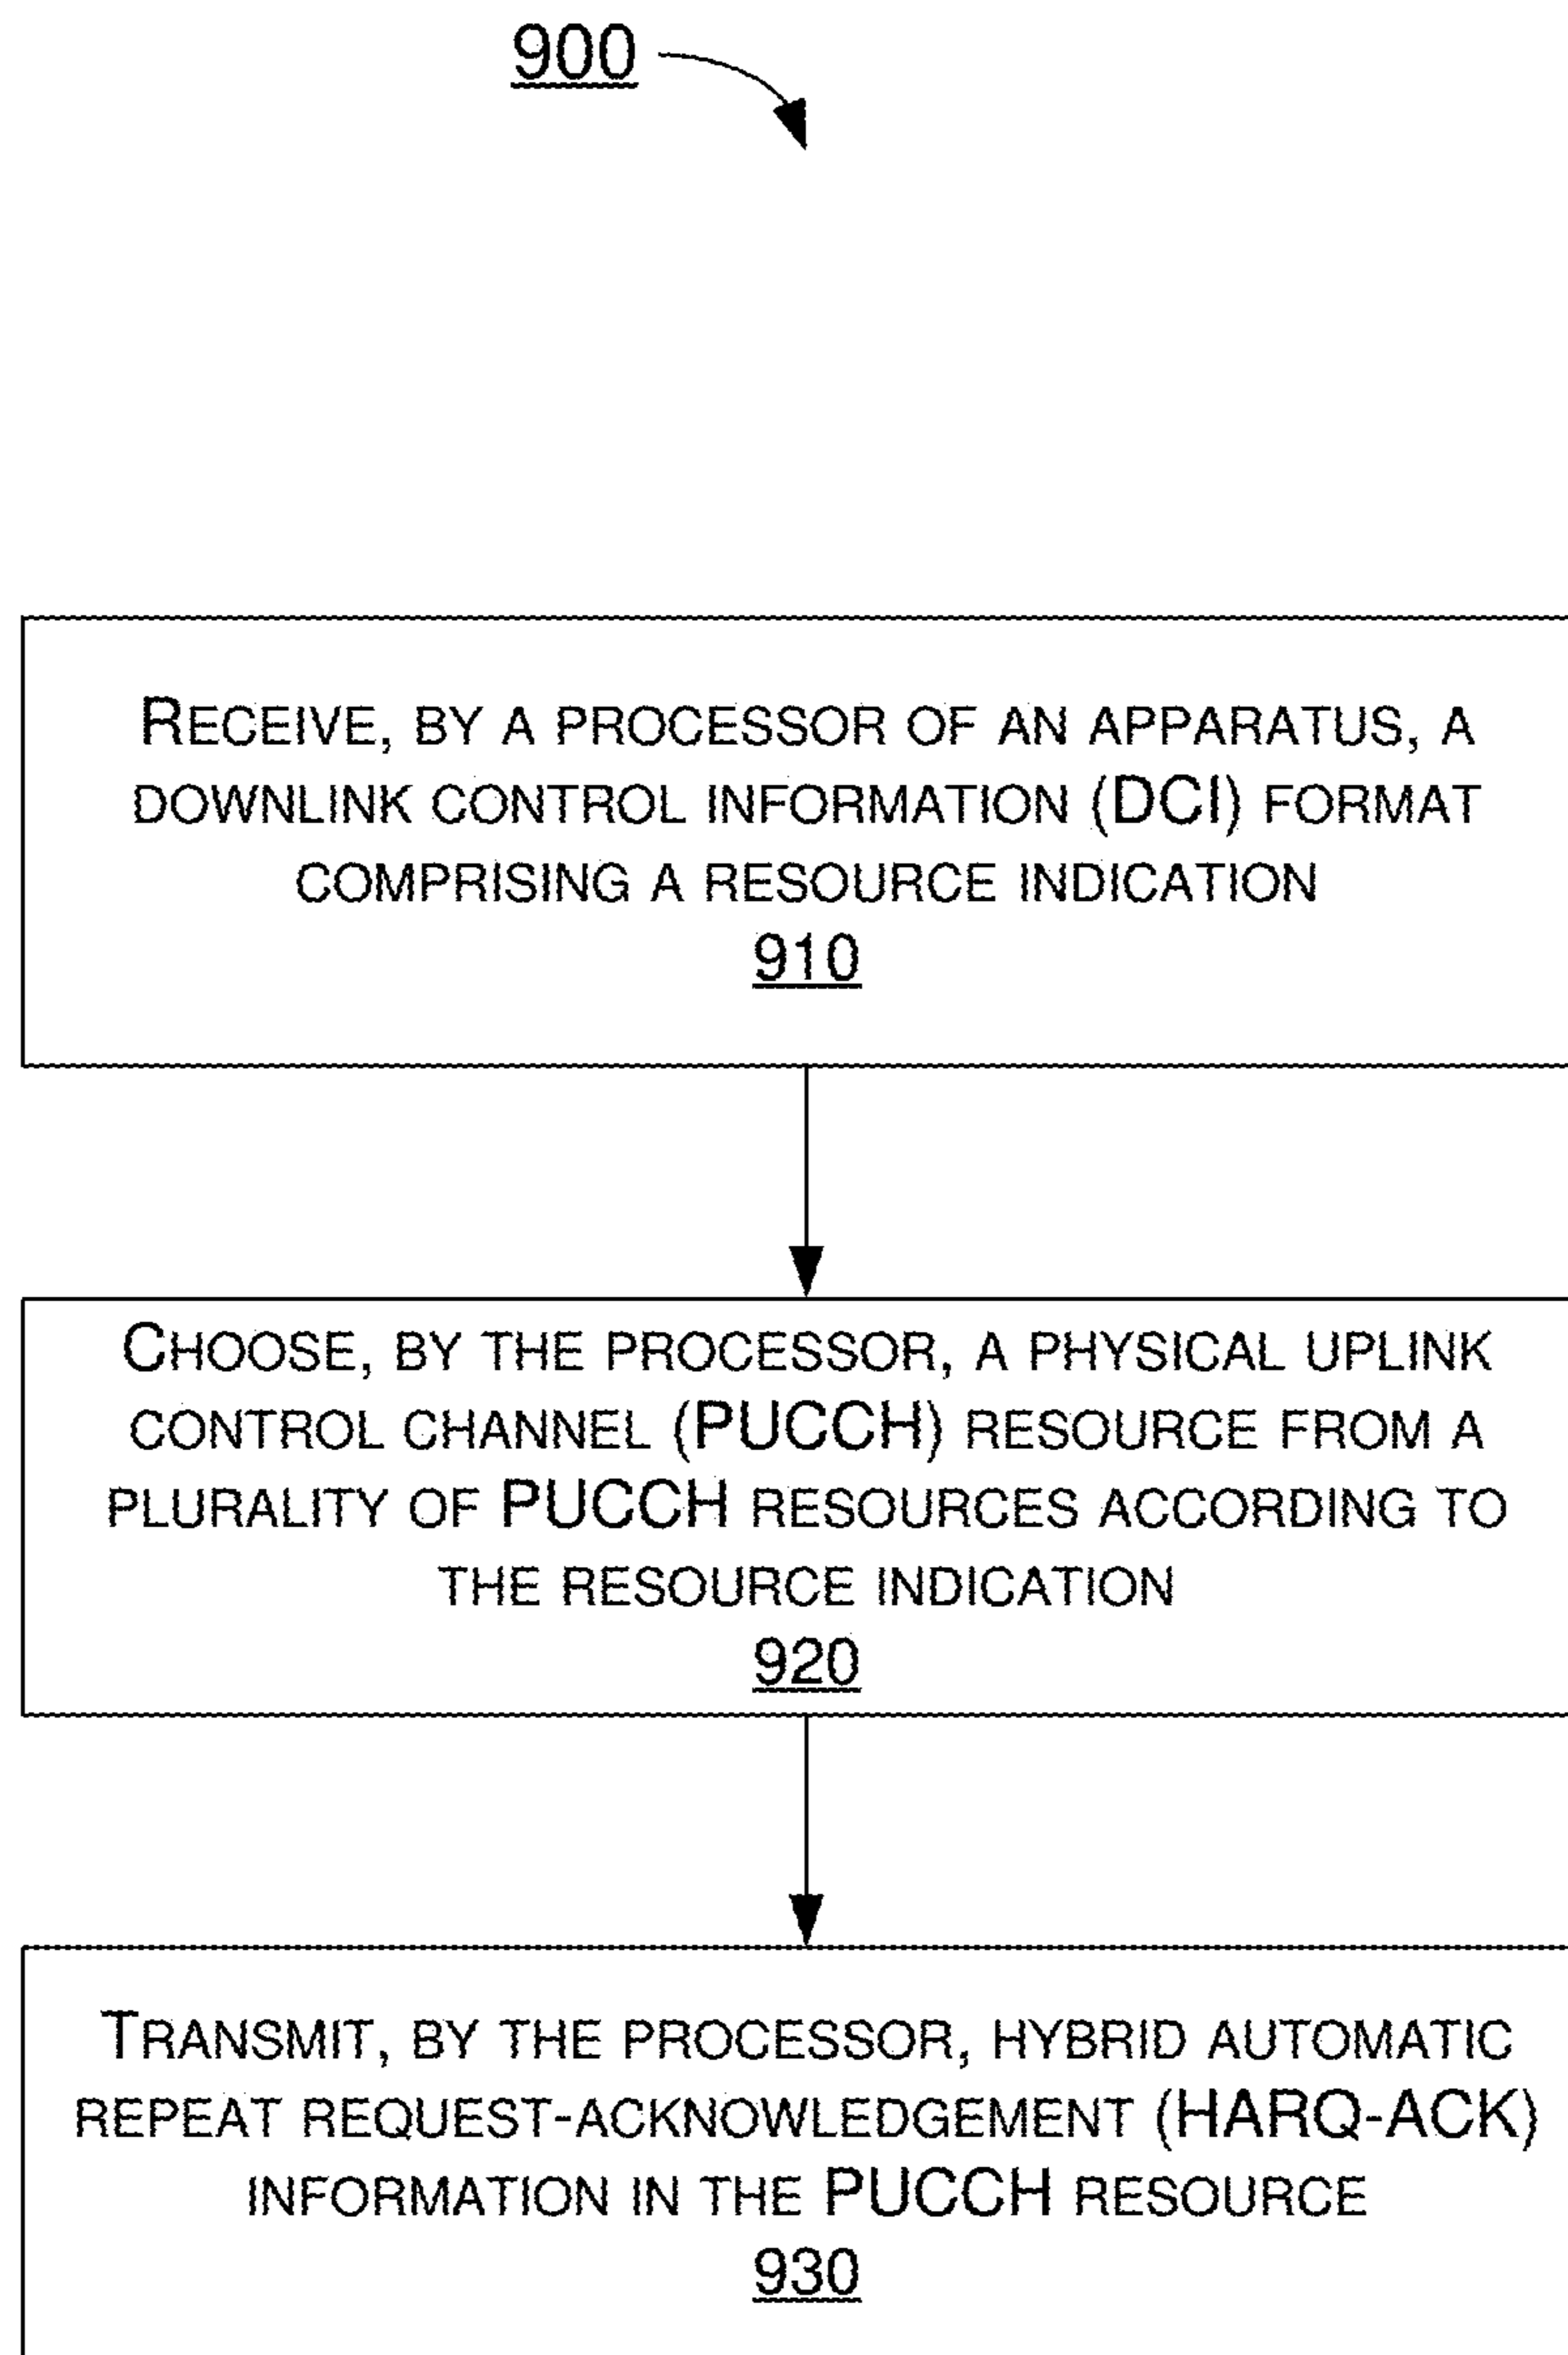 900
RECEIVE, BY A PROCESSOR OF AN APPARATUS, A
DOWNLINK CONTROL INFORMATION (DCI) FORMAT
COMPRISING A RESOURCE INDICATION
910
CHOOSE, BY THE PROCESSOR, A PHYSICAL UPLINK
CONTROL CHANNEL (PUCCH) RESOURCE FROM A
PLURALITY OF PUCCH RESOURCES ACCORDING TO
THE RESOURCE INDICATION
920
TRANSMIT, BY THE PROCESSOR, HYBRID AUTOMATIC
REPEAT REQUEST-ACKNOWLEDGEMENT (HARQ-ACK)
INFORMATION IN THE PUCCH RESOURCE
930